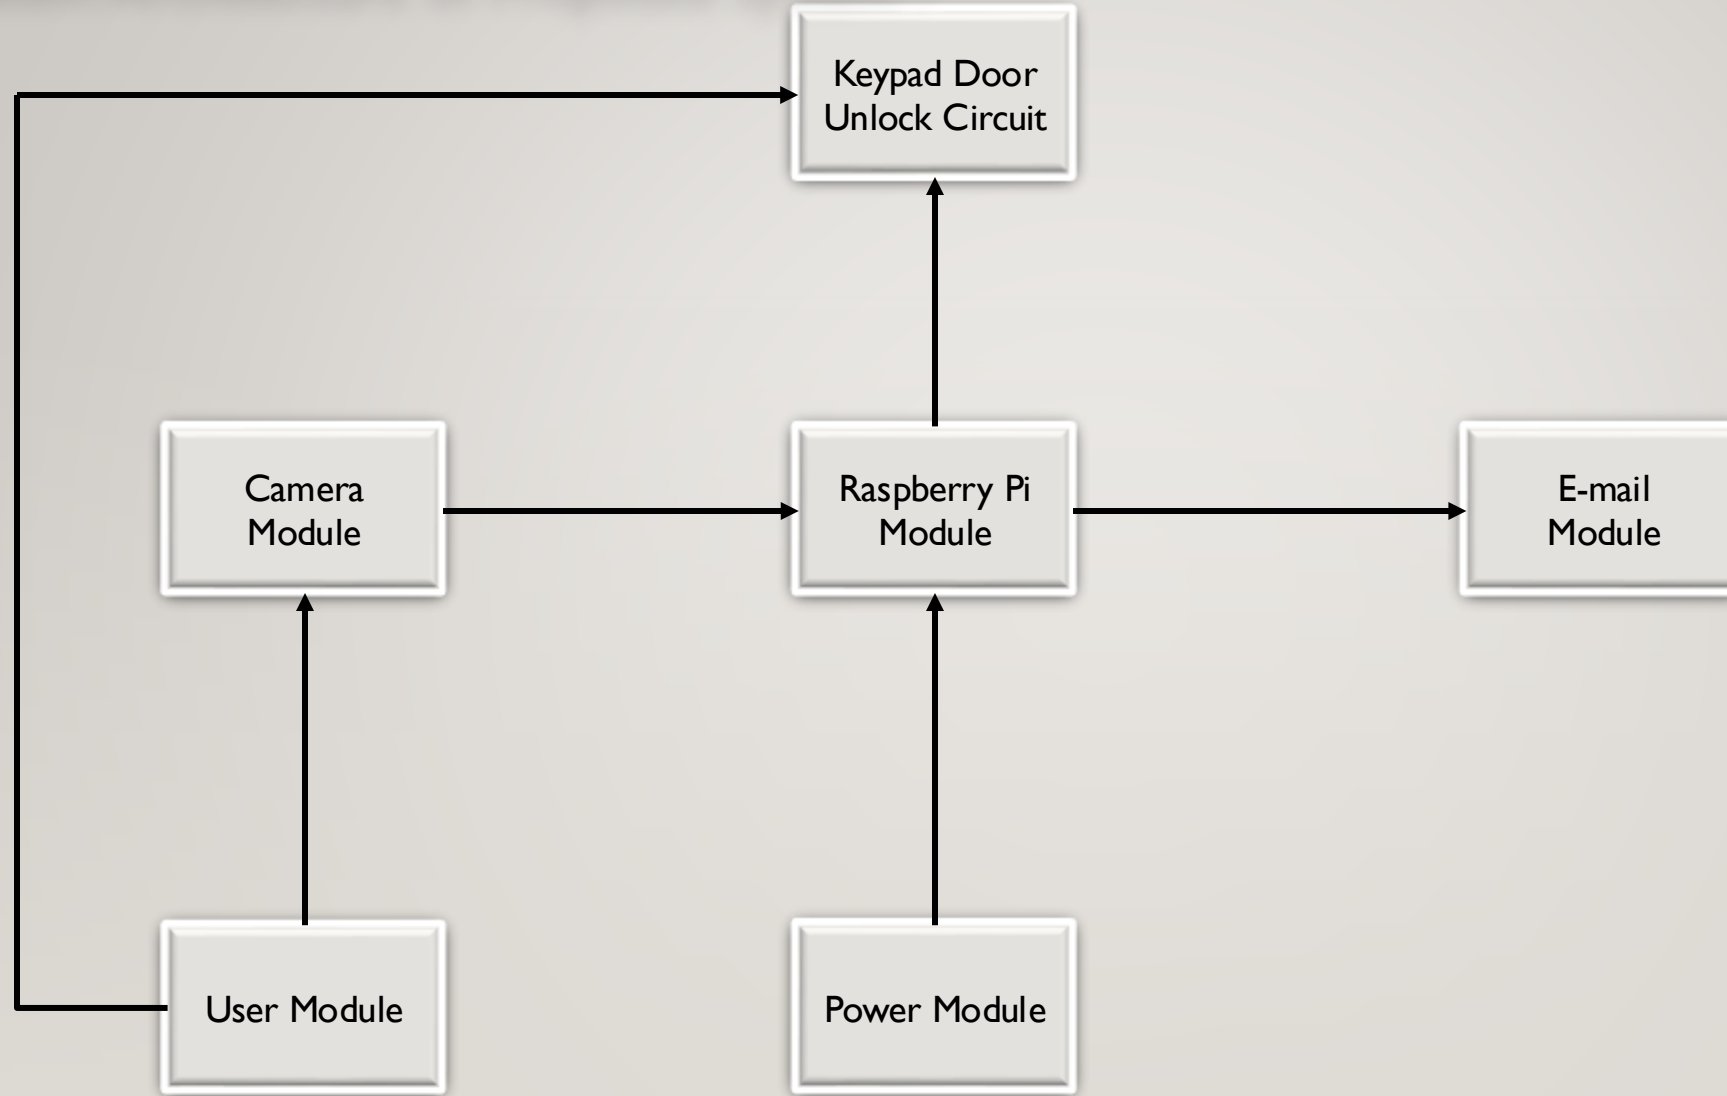 Keypad Door
Unlock Circuit
Camera
Module
Raspberry Pi
Module
E-mail
Module
User Module
Power Module